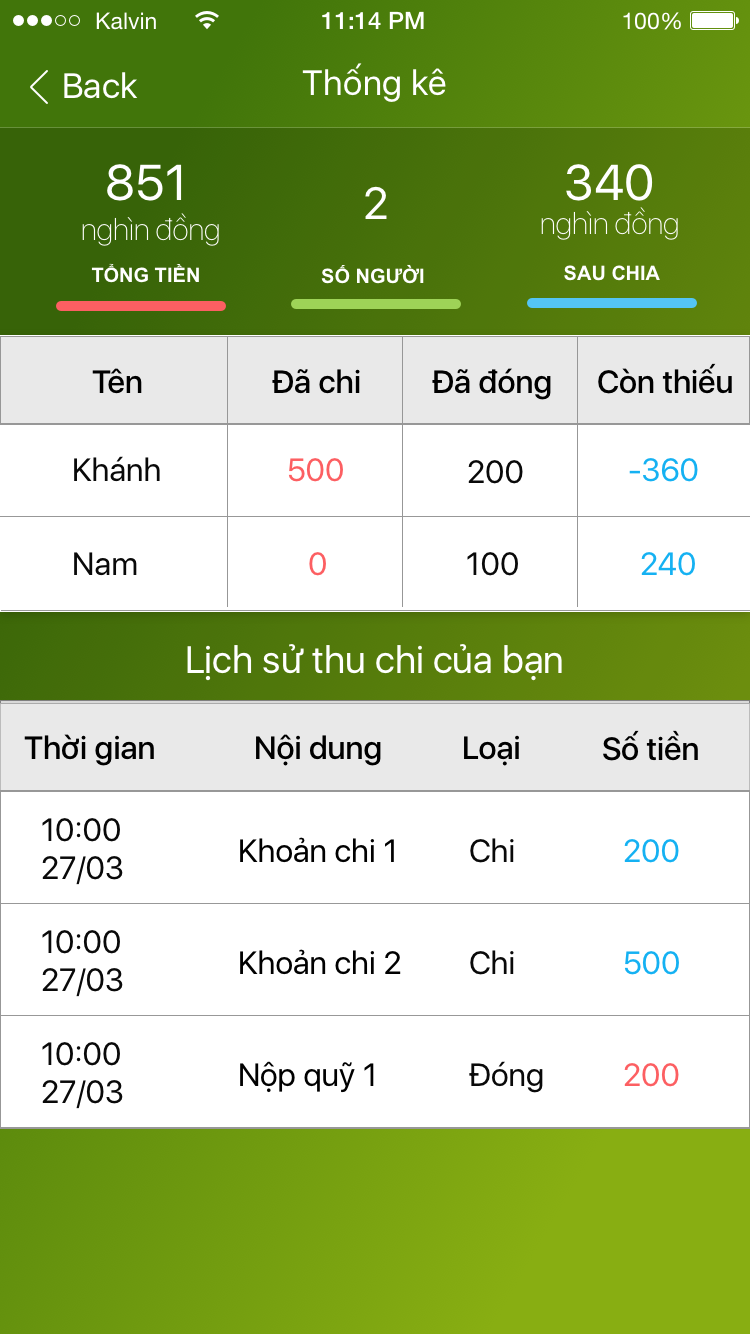 Kalvin 11:14 PM 100%
Back Thống kê
851 2 340
nghìn đồng nghìn đồng
TỔNG TIỀN SỐ NGƯỜI SAU CHIA
Tên Đã chi Đã đóng Còn thiếu
Khánh 500 200 -360
Nam 0 100 240
Lịch sử thu chi của bạn
Thời gian Nội dung Loại Số tiền
10:00
27/03 Khoản chi 1 Chi 200
10:00
27/03 Khoản chi 2 Chi 500
10:00
27/03 Nộp quỹ 1 Đóng 200